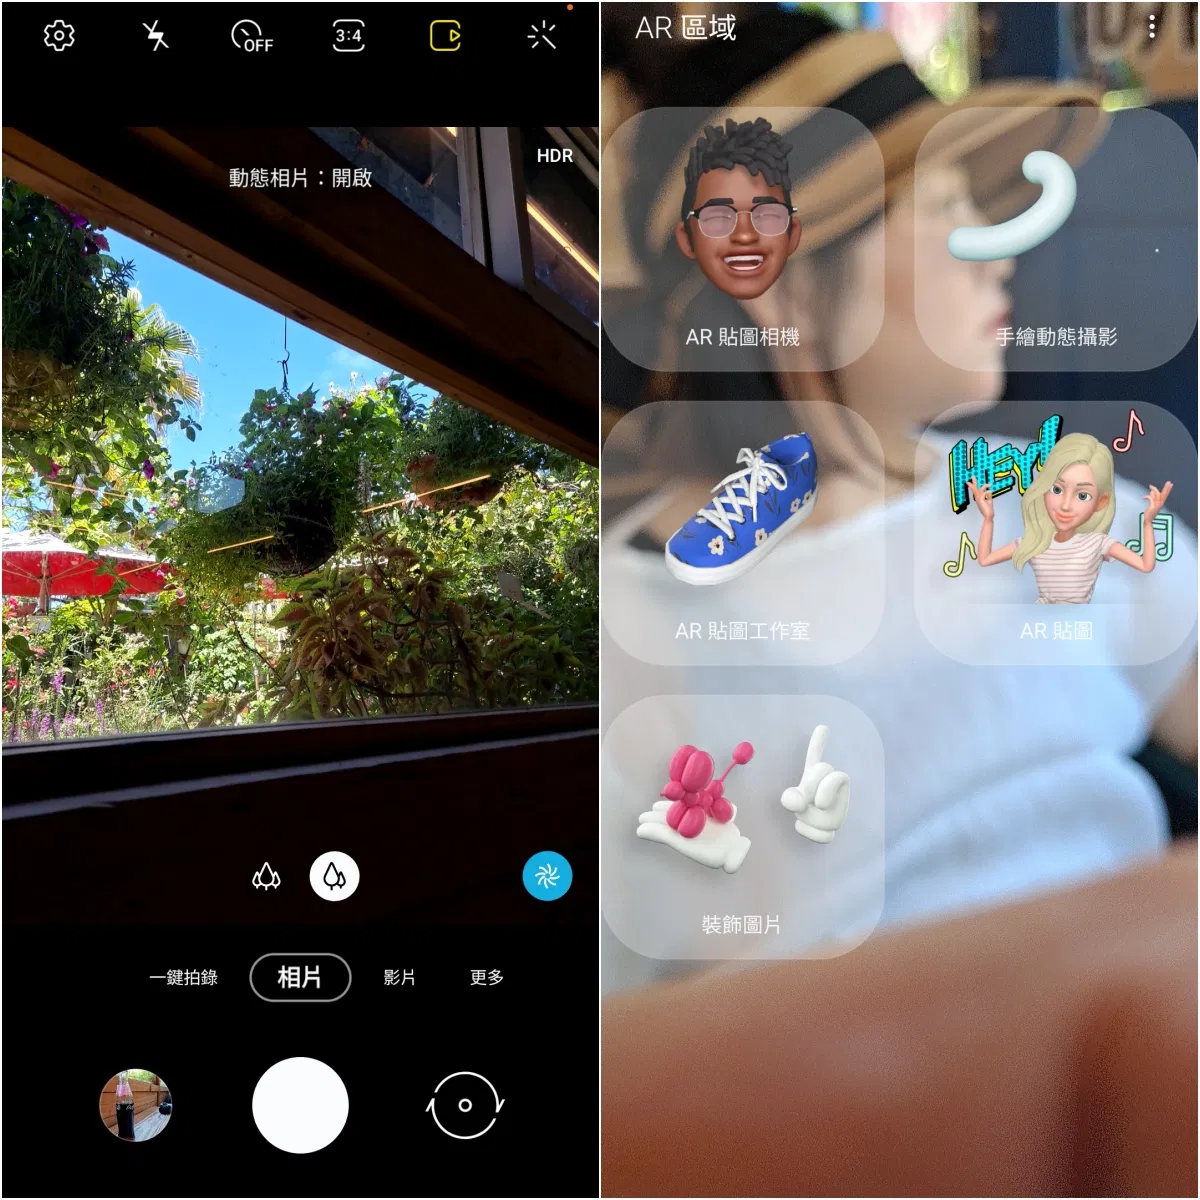 OFF
3:4
HDR
動態相片：開啟
一鍵拍錄
相片
影片
更多
AR 區域
AR 貼圖相機
手繪動態攝影
AR 貼圖工作室
HEY!
AR 貼圖
裝飾圖片